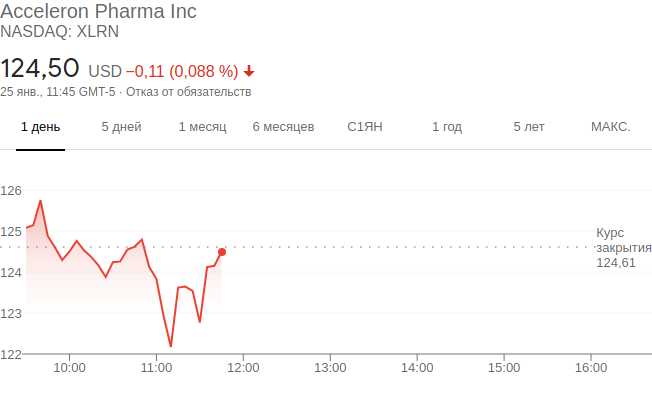 Acceleron Pharma Inc
NASDAQ: XLRN
124,50 USD −0,11 (0,088 %)
25 янв., 11:45 GMT-5 · Отказ от обязательств
1 день 5 дней 1 месяц 6 месяцев С1ЯН 1 год 5 лет МАКС.
126
125
124
123
122
Курс
закрытия
124,61
10:00 11:00 12:00 13:00 14:00 15:00 16:00